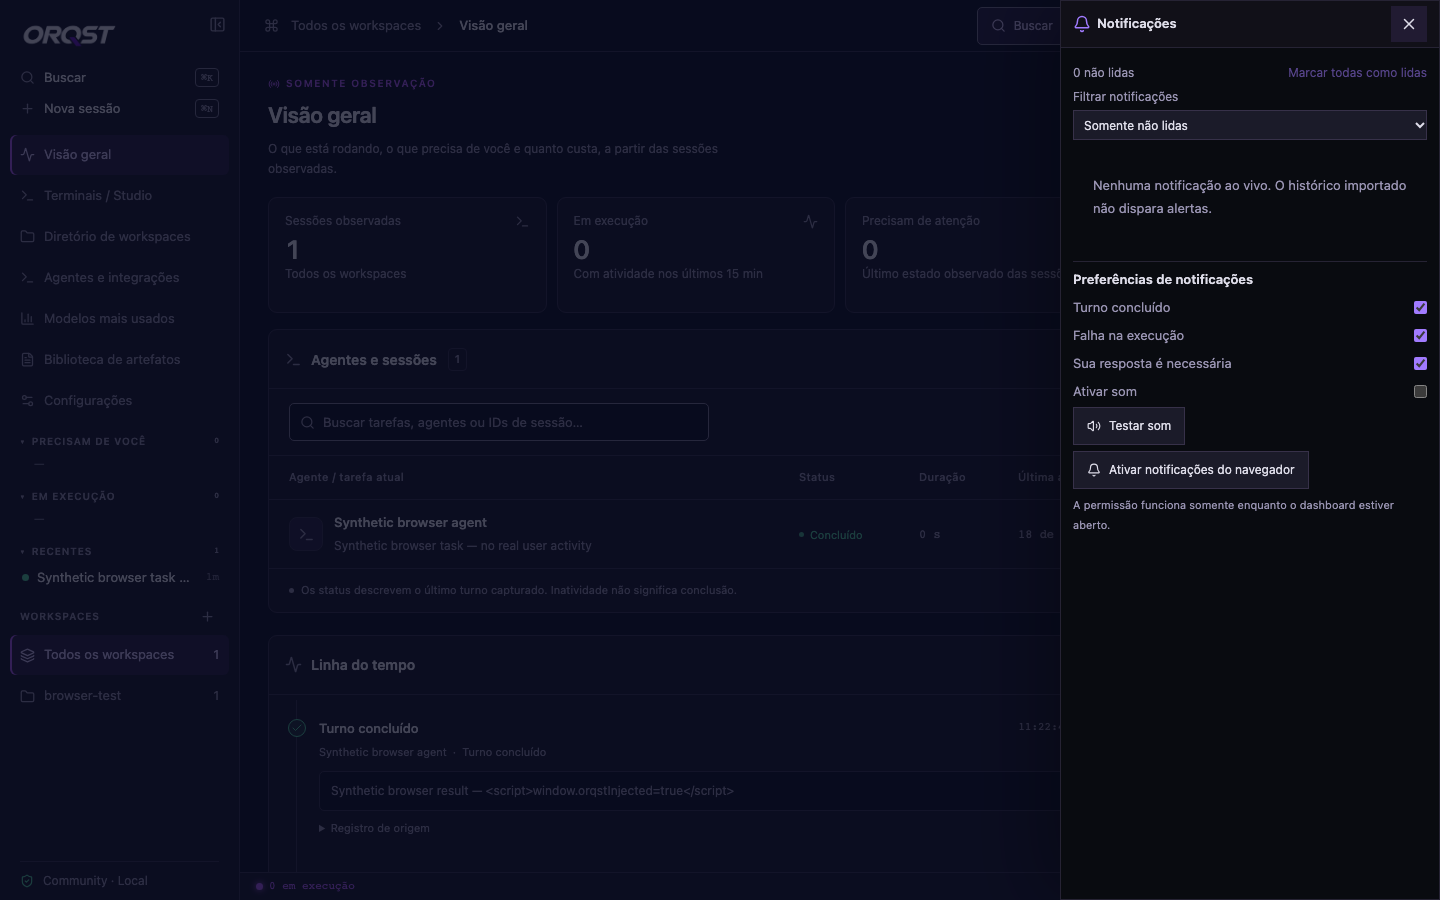 ORQST
Buscar ⌘K
Nova sessão ⌘N
Visão geral
Terminais / Studio
Diretório de workspaces
Agentes e integrações
Modelos mais usados
Biblioteca de artefatos
Configurações
PRECISAM DE VOCÊ 0
—
EM EXECUÇÃO 0
—
RECENTES 1
Synthetic browser task ... 1m
WORKSPACES
Todos os workspaces 1
browser-test 1
Community · Local
Todos os workspaces > Visão geral
Buscar
SOMENTE OBSERVAÇÃO
Visão geral
O que está rodando, o que precisa de você e quanto custa, a partir das sessões
observadas.
Sessões observadas
1
Todos os workspaces
Em execução
0
Com atividade nos últimos 15 min
Precisam de atenção
0
Último estado observado das
Agentes e sessões 1
Buscar tarefas, agentes ou IDs de sessão...
Agente / tarefa atual Status Duração Última
Synthetic browser agent
Synthetic browser task — no real user activity
Concluído 0 s 18 de
Os status descrevem o último turno capturado. Inatividade não significa conclusão.
Linha do tempo
Turno concluído 11:22:
Synthetic browser agent · Turno concluído
Synthetic browser result — <script>window.orqstInjected=true</script>
Registro de origem
0 em execução
Notificações
0 não lidas Marcar todas como lidas
Filtrar notificações
Somente não lidas
Nenhuma notificação ao vivo. O histórico importado
não dispara alertas.
Preferências de notificações
Turno concluído
Falha na execução
Sua resposta é necessária
Ativar som
Testar som
Ativar notificações do navegador
A permissão funciona somente enquanto o dashboard estiver
aberto.